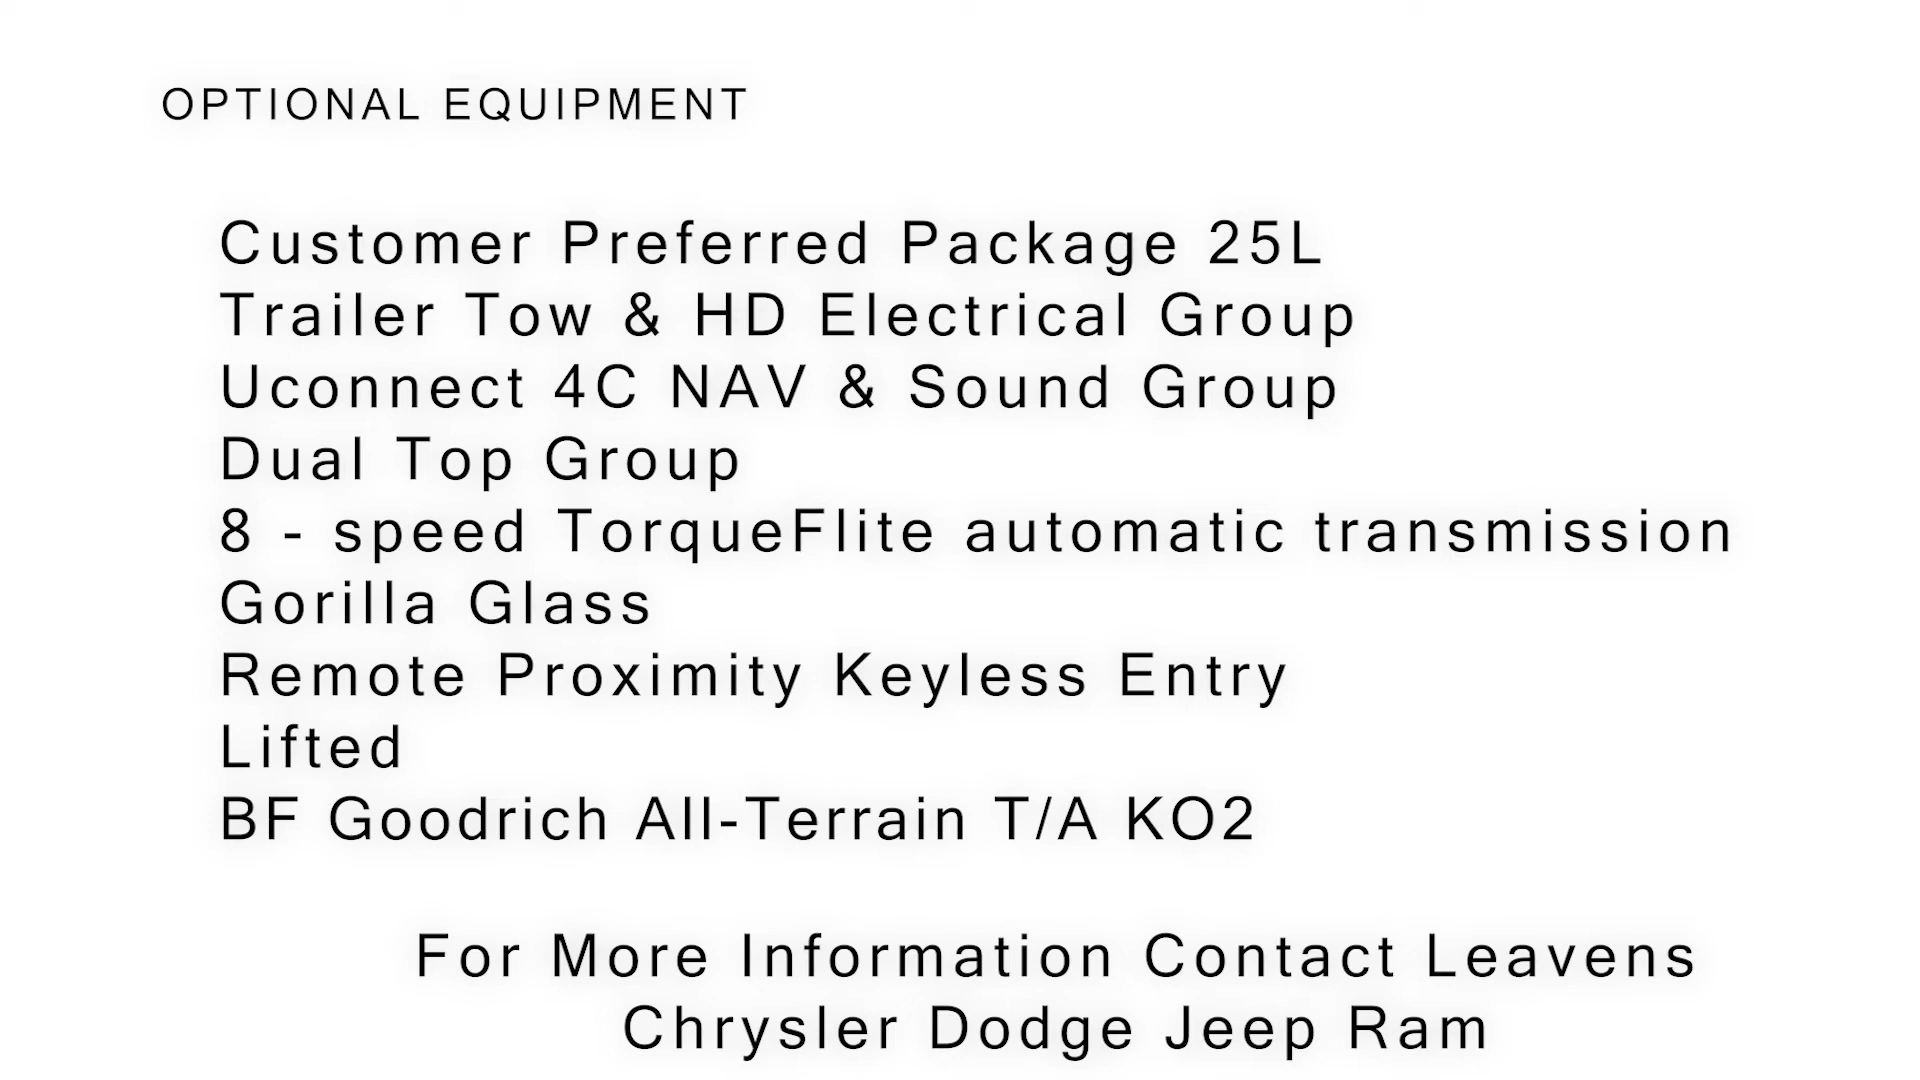 OPTIONAL EQUIPMENT
Customer Preferred Package 25L
Trailer Tow & HD Electrical Group
Uconnect 4C NAV & Sound Group
Dual Top Group
8 - speed TorqueFlite automatic transmission
Gorilla Glass
Remote Proximity Keyless Entry
Lifted
BF Goodrich All-Terrain T/A KO2
For More Information Contact Leavens
Chrysler Dodge Jeep Ram